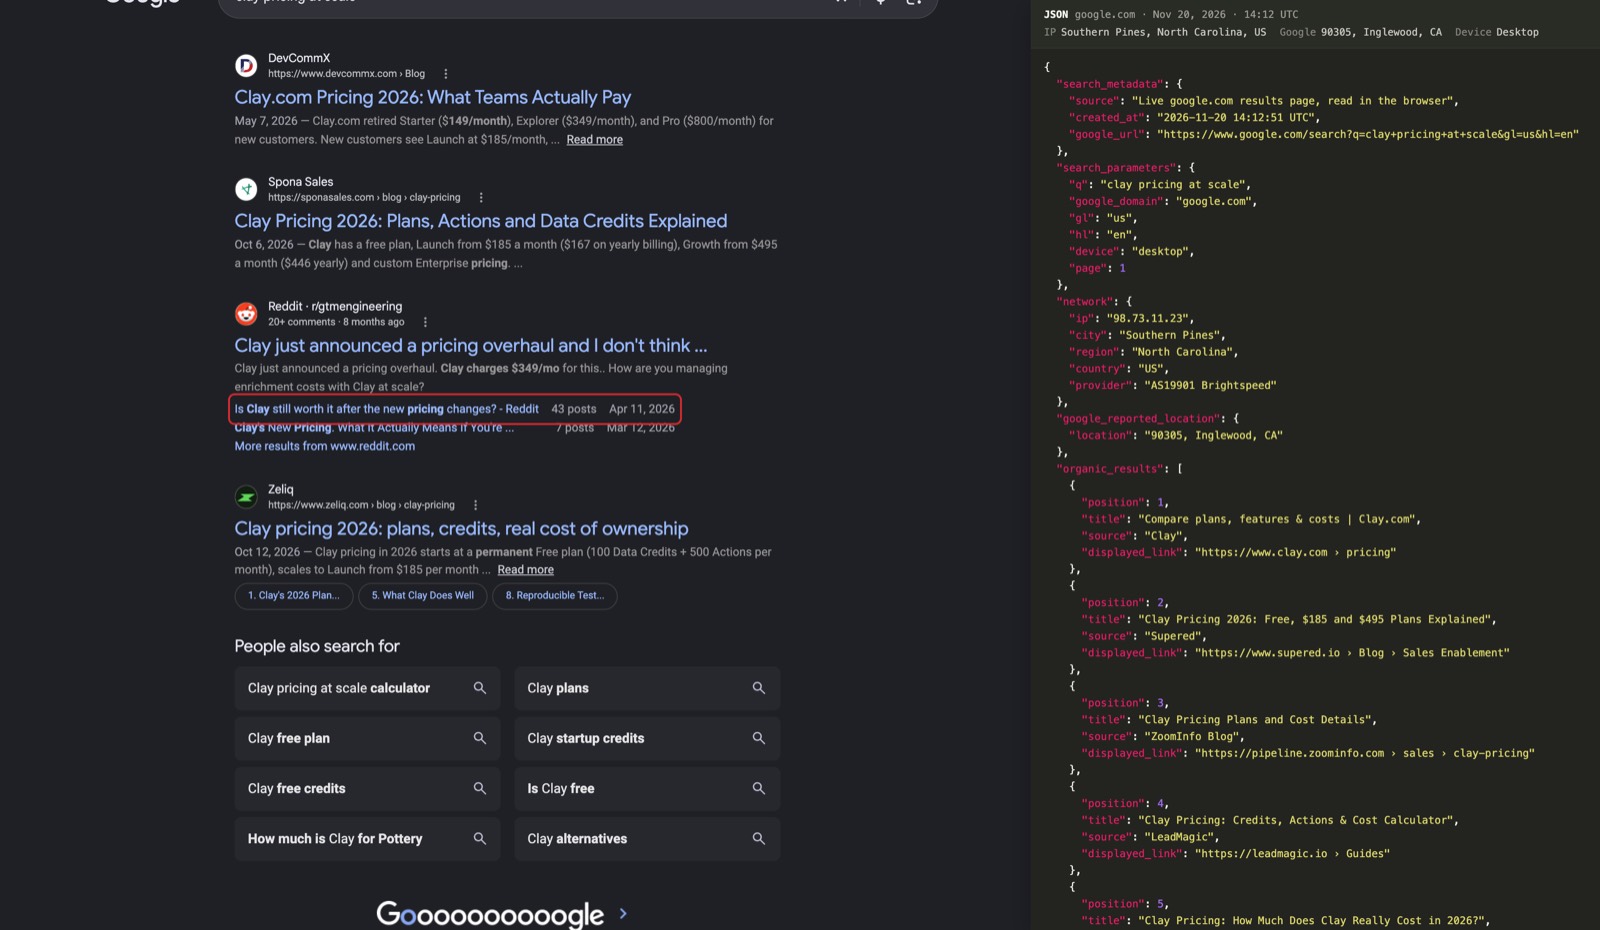 Google
clay pricing at scale
DevCommX
https://www.devcommx.com › Blog
Clay.com Pricing 2026: What Teams Actually Pay
May 7, 2026 — Clay.com retired Starter ($149/month), Explorer ($349/month), and Pro ($800/month) for
new customers. New customers see Launch at $185/month, ... Read more
Spona Sales
https://sponasales.com › blog › clay-pricing
Clay Pricing 2026: Plans, Actions and Data Credits Explained
Oct 6, 2026 — Clay has a free plan, Launch from $185 a month ($167 on yearly billing), Growth from $495
a month ($446 yearly) and custom Enterprise pricing. ...
Reddit · r/gtmengineering
20+ comments · 8 months ago
Clay just announced a pricing overhaul and I don't think ...
Clay just announced a pricing overhaul. Clay charges $349/mo for this.. How are you managing
enrichment costs with Clay at scale?
Is Clay still worth it after the new pricing changes? - Reddit 43 posts Apr 11, 2026
Clay's New Pricing. What It Actually Means If You're ... 7 posts Mar 12, 2026
More results from www.reddit.com
Zeliq
https://www.zeliq.com › blog › clay-pricing
Clay pricing 2026: plans, credits, real cost of ownership
Oct 12, 2026 — Clay pricing in 2026 starts at a permanent Free plan (100 Data Credits + 500 Actions per
month), scales to Launch from $185 per month ... Read more
1. Clay's 2026 Plan... 5. What Clay Does Well 8. Reproducible Test...
People also search for
Clay pricing at scale calculator
Clay plans
Clay free plan
Clay startup credits
Clay free credits
Is Clay free
How much is Clay for Pottery
Clay alternatives
Goooooooooogle
JSON google.com · Nov 20, 2026 · 14:12 UTC
IP Southern Pines, North Carolina, US Google 90305, Inglewood, CA Device Desktop
{
"search_metadata": {
"source": "Live google.com results page, read in the browser",
"created_at": "2026-11-20 14:12:51 UTC",
"google_url": "https://www.google.com/search?q=clay+pricing+at+scale&gl=us&hl=en"
},
"search_parameters": {
"q": "clay pricing at scale",
"google_domain": "google.com",
"gl": "us",
"hl": "en",
"device": "desktop",
"page": 1
},
"network": {
"ip": "98.73.11.23",
"city": "Southern Pines",
"region": "North Carolina",
"country": "US",
"provider": "AS19901 Brightspeed"
},
"google_reported_location": {
"location": "90305, Inglewood, CA"
},
"organic_results": [
{
"position": 1,
"title": "Compare plans, features & costs | Clay.com",
"source": "Clay",
"displayed_link": "https://www.clay.com › pricing"
},
{
"position": 2,
"title": "Clay Pricing 2026: Free, $185 and $495 Plans Explained",
"source": "Supered",
"displayed_link": "https://www.supered.io › Blog › Sales Enablement"
},
{
"position": 3,
"title": "Clay Pricing Plans and Cost Details",
"source": "ZoomInfo Blog",
"displayed_link": "https://pipeline.zoominfo.com › sales › clay-pricing"
},
{
"position": 4,
"title": "Clay Pricing: Credits, Actions & Cost Calculator",
"source": "LeadMagic",
"displayed_link": "https://leadmagic.io › Guides"
},
{
"position": 5,
"title": "Clay Pricing: How Much Does Clay Really Cost in 2026?",